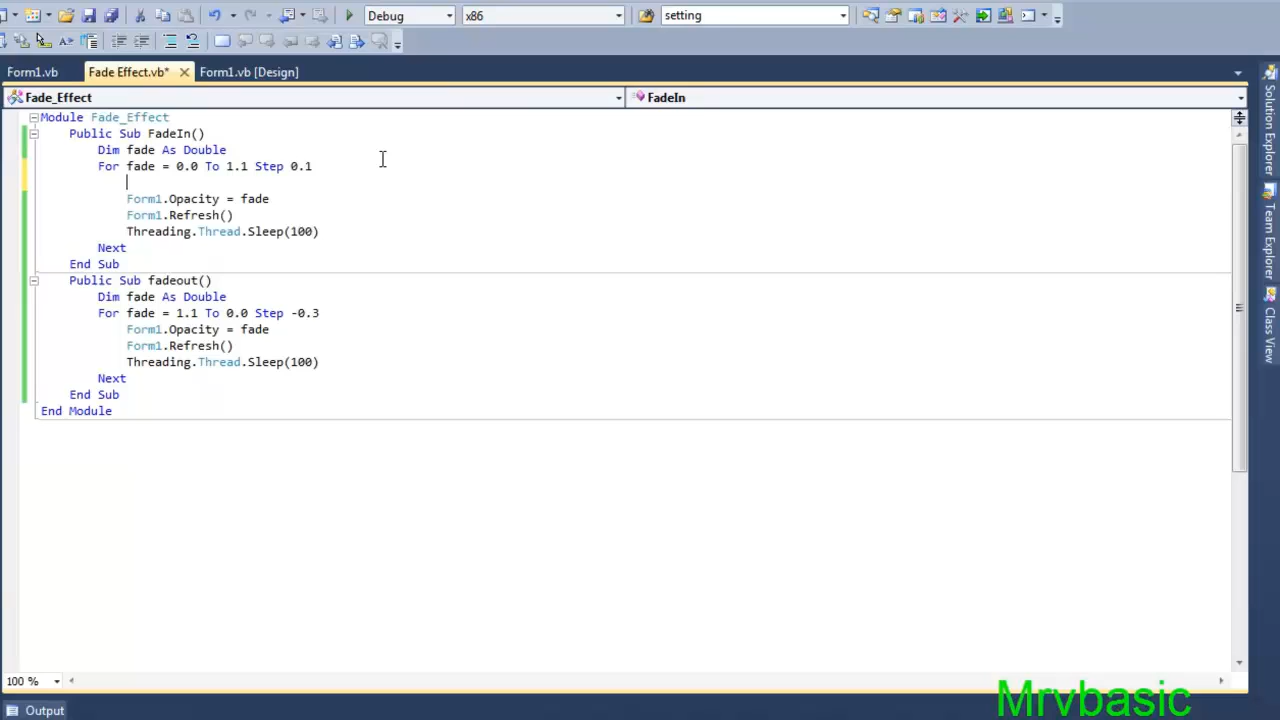 Debug x86 setting
Form1.vb Fade Effect.vb* Form1.vb [Design]
Fade_Effect FadeIn
Module Fade_Effect
Public Sub FadeIn()
Dim fade As Double
For fade = 0.0 To 1.1 Step 0.1
Form1.Opacity = fade
Form1.Refresh()
Threading.Thread.Sleep(100)
Next
End Sub
Public Sub fadeout()
Dim fade As Double
For fade = 1.1 To 0.0 Step -0.3
Form1.Opacity = fade
Form1.Refresh()
Threading.Thread.Sleep(100)
Next
End Sub
End Module
100 %
Output
Solution Explorer
Team Explorer
Class View
Mrvbasic